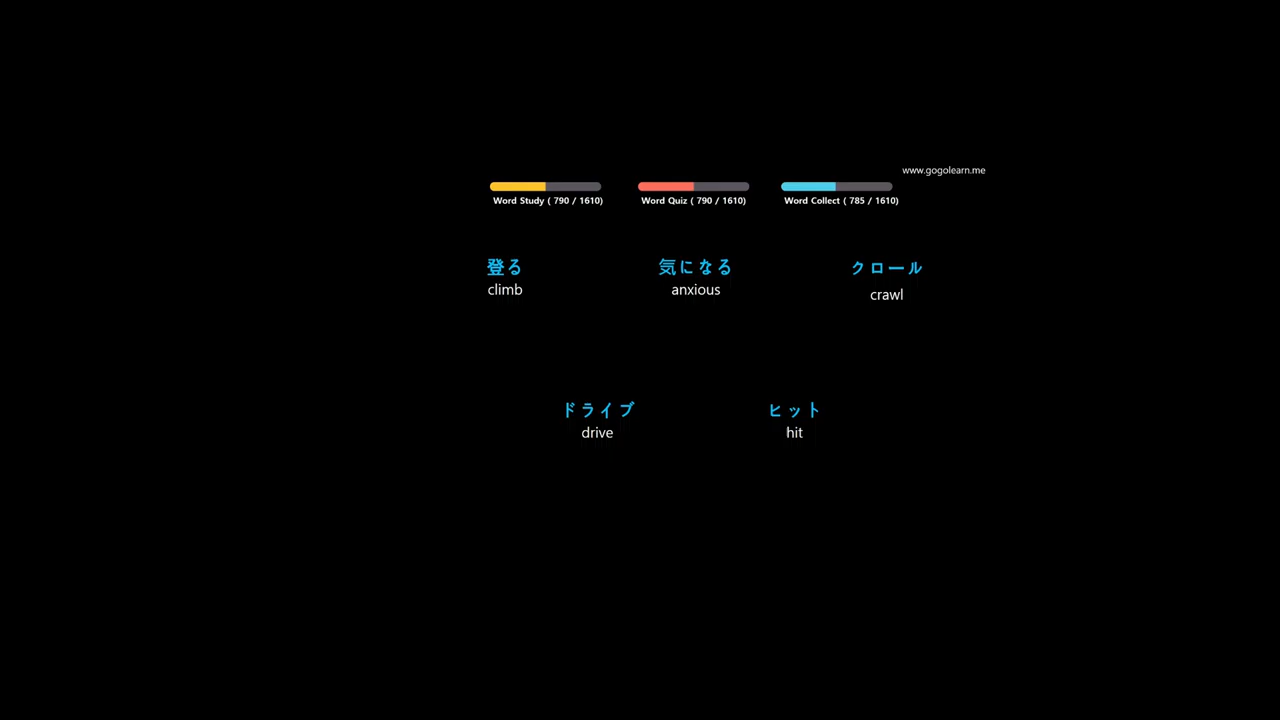 www.gogolearn.me
Word Study ( 790 / 1610)
Word Quiz ( 790 / 1610)
Word Collect ( 785 / 1610)
登る
climb
気になる
anxious
クロール
crawl
ドライブ
drive
ヒット
hit